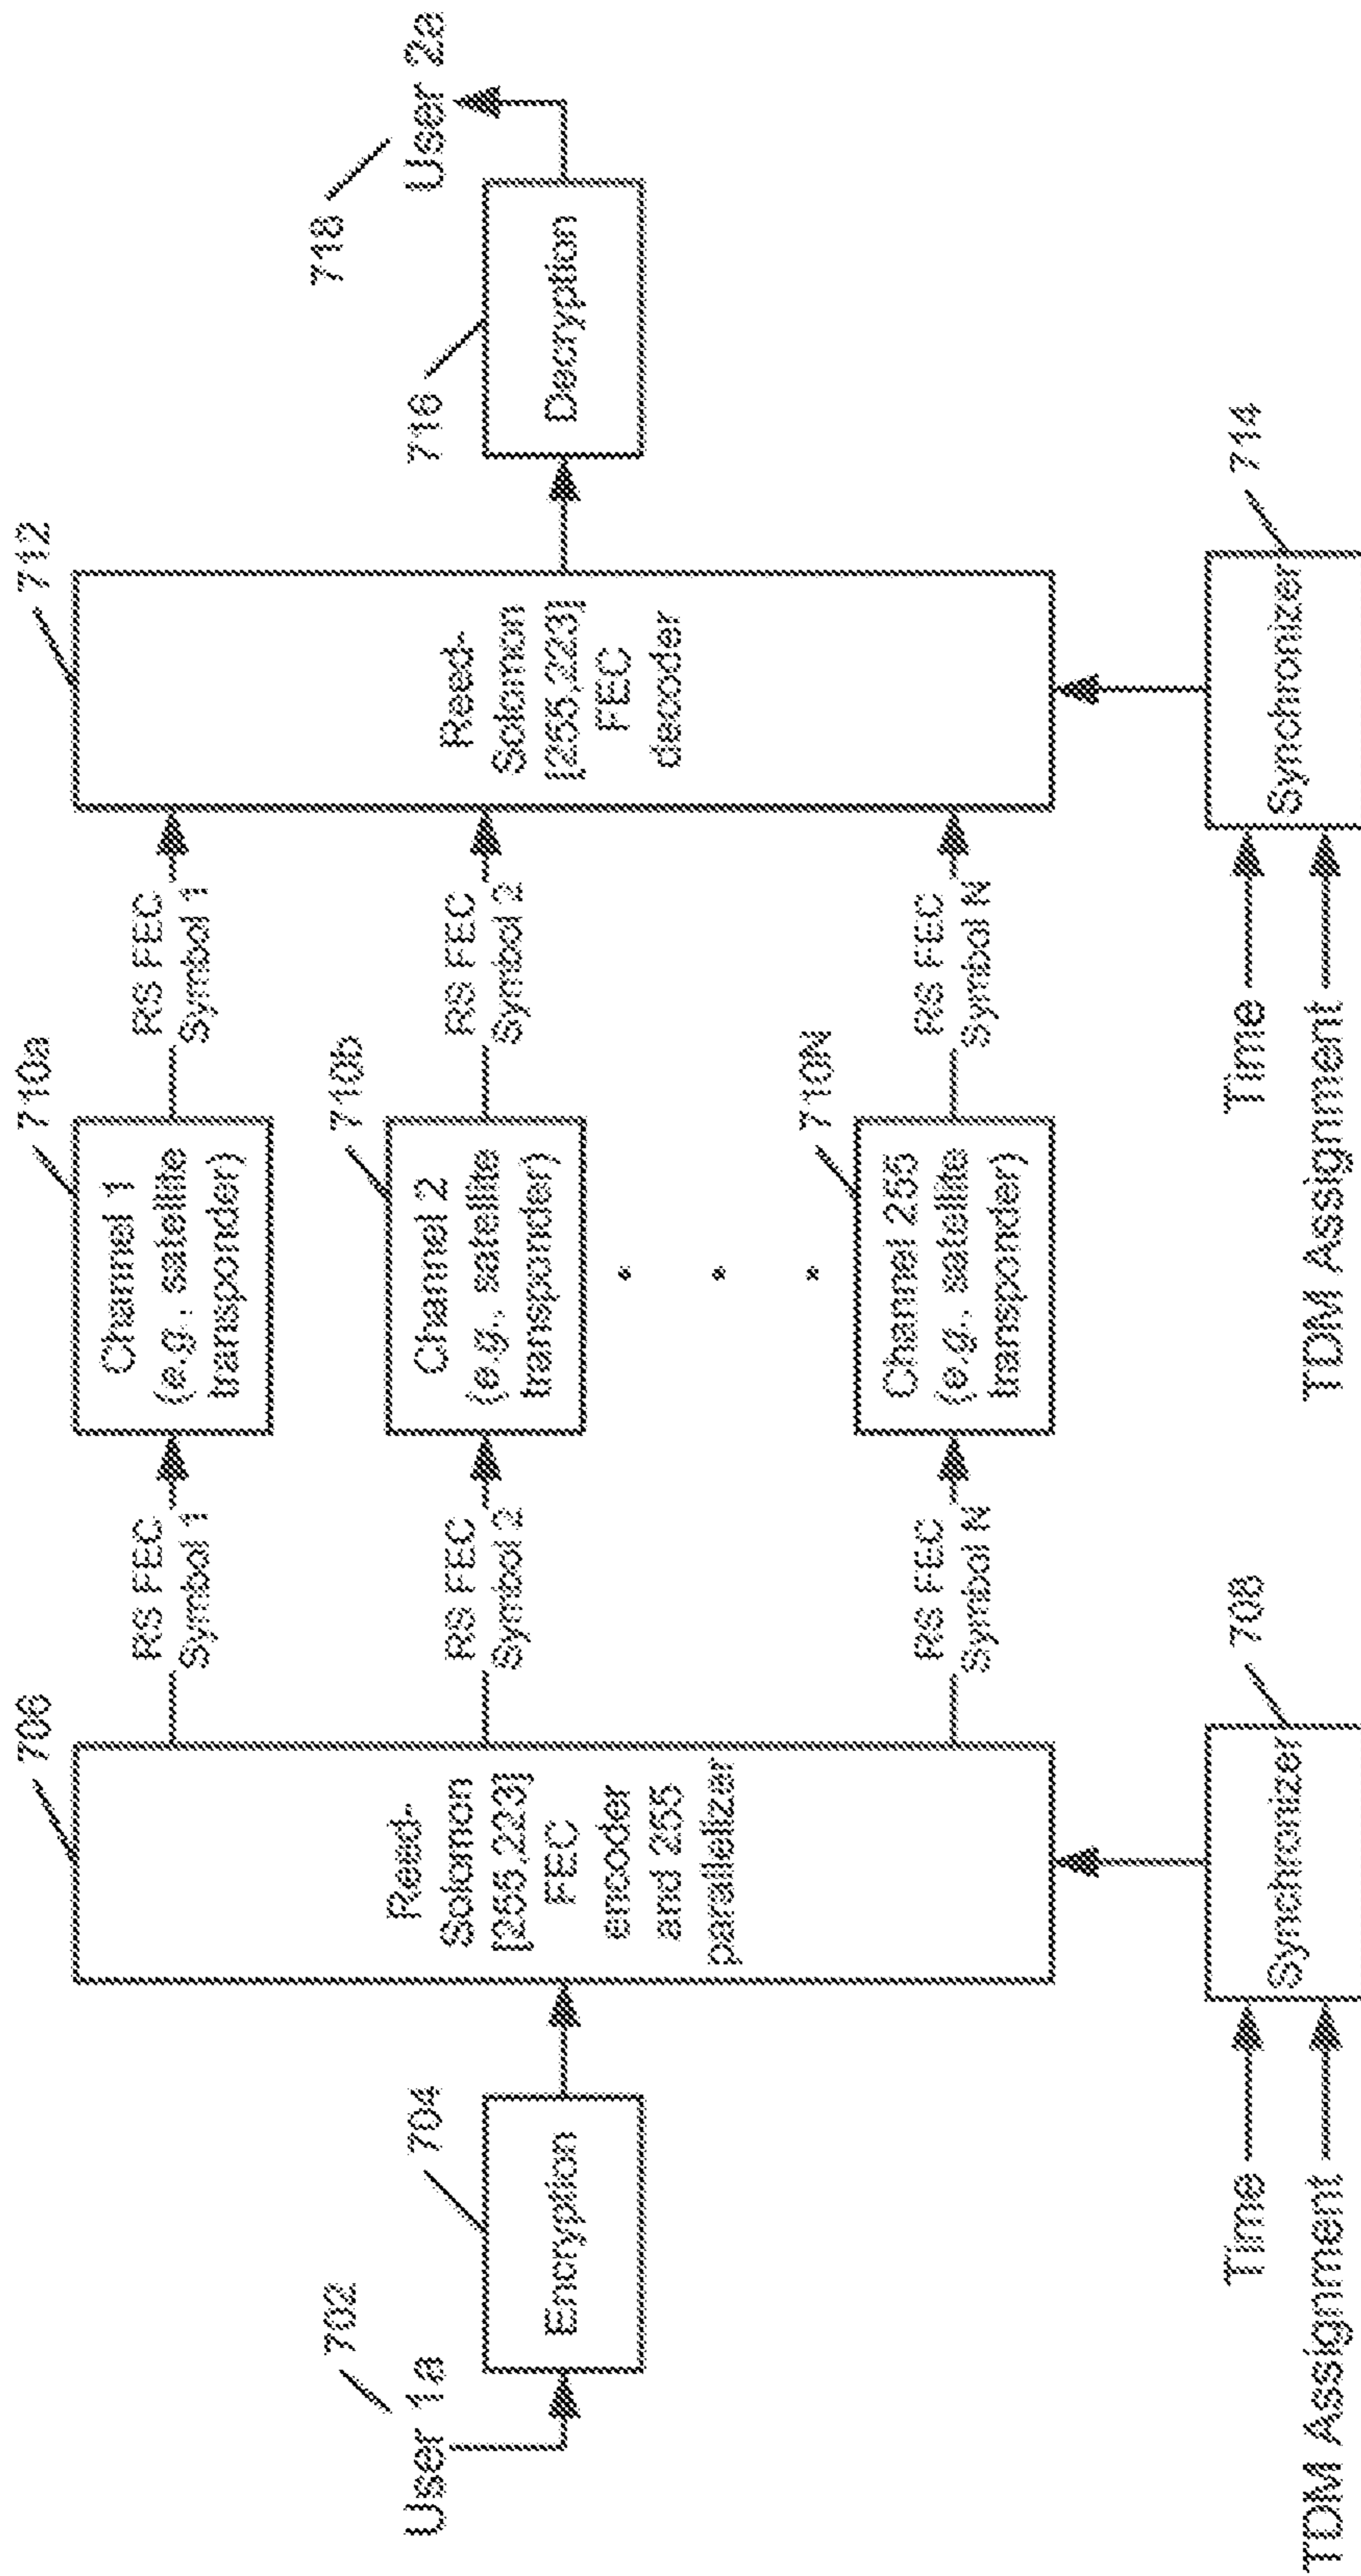 702
User 1a
704
Encryption
706
Reed-
Solomon
[255,223]
FEC
encoder
and 255
parallelizer
Time
TDM Assignment
Synchronizer
708
RS FEC
Symbol 1
RS FEC
Symbol 2
RS FEC
Symbol N
710a
Channel 1
(e.g., satellite
transponder)
710b
Channel 2
(e.g., satellite
transponder)
710N
Channel 255
(e.g., satellite
transponder)
RS FEC
Symbol 1
RS FEC
Symbol 2
RS FEC
Symbol N
712
Reed-
Solomon
[255,223]
FEC
decoder
Time
TDM Assignment
Synchronizer
714
716
Decryption
718
User 2a